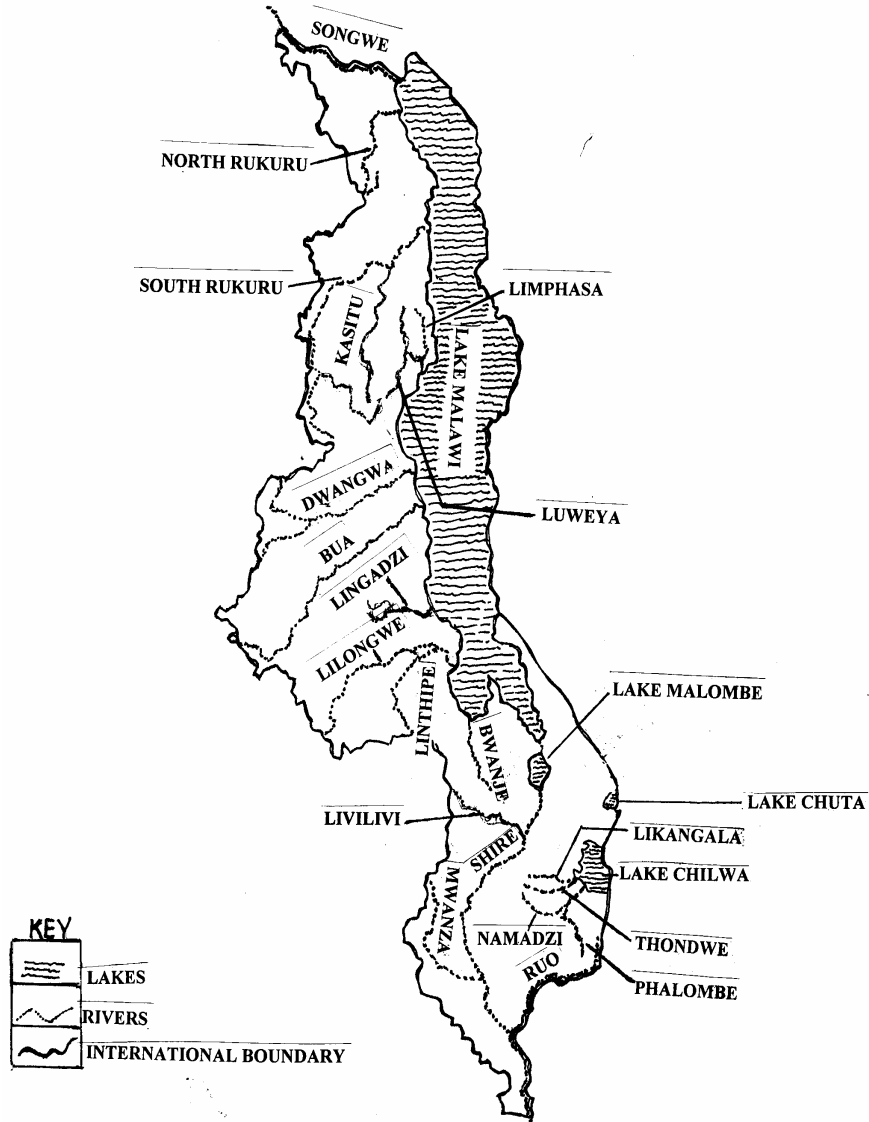 SONGWE
NORTH RUKURU
SOUTH RUKURU
LIMPHASA
KASITU
LAKE MALAWI
DWANGWA
LUWEYA
BUA
LINGADZI
LILONGWE
LINTHIPE
LAKE MALOMBE
BWANJE
LAKE CHUTA
LIVILIVI
LIKANGALA
SHIRE
LAKE CHILWA
MWANZA
NAMADZI
THONDWE
RUO
PHALOMBE
KEY
LAKES
RIVERS
INTERNATIONAL BOUNDARY